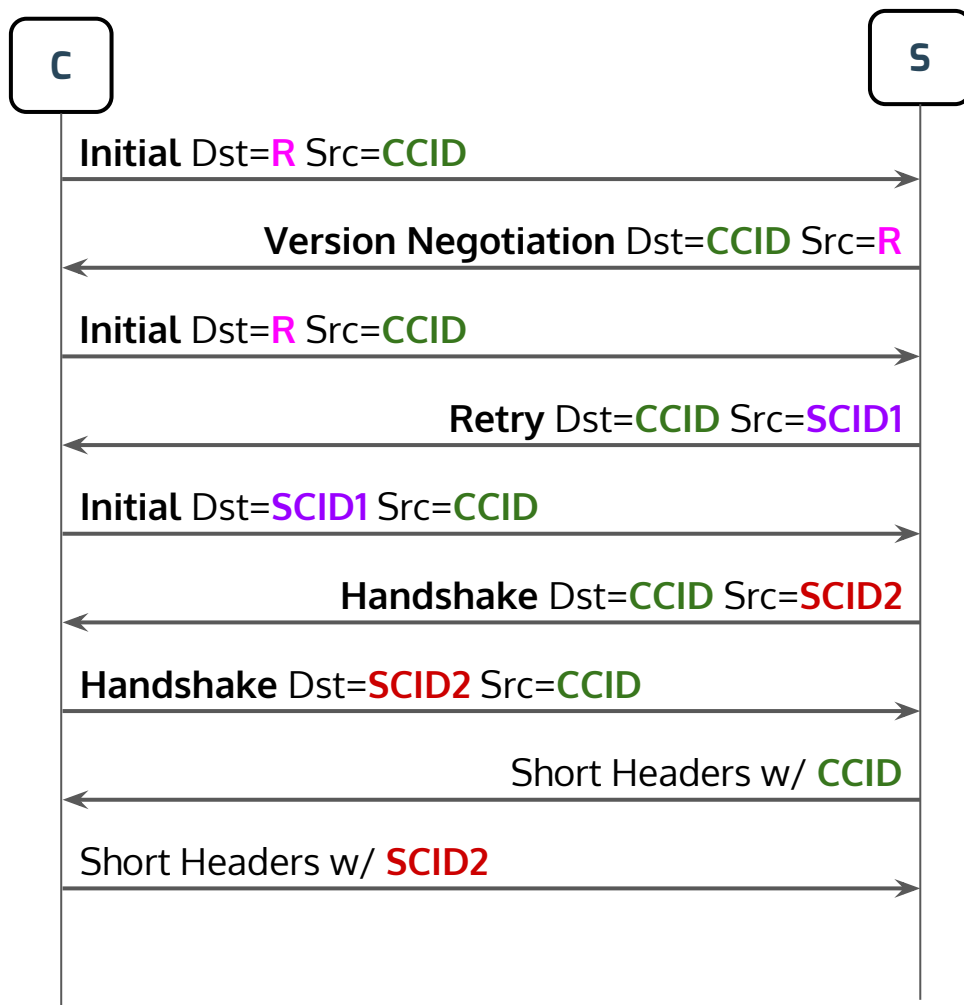 C
S
Initial Dst=R Src=CCID
Version Negotiation Dst=CCID Src=R
Initial Dst=R Src=CCID
Retry Dst=CCID Src=SCID1
Initial Dst=SCID1 Src=CCID
Handshake Dst=CCID Src=SCID2
Handshake Dst=SCID2 Src=CCID
Short Headers w/ CCID
Short Headers w/ SCID2